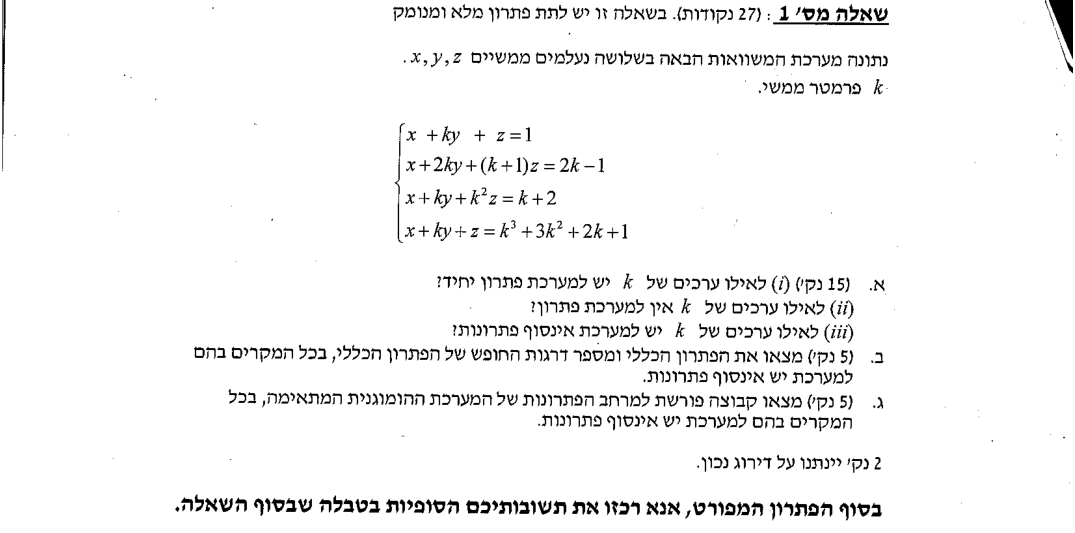 שאלה מס' 1 : (27 נקודות). בשאלה זו יש לתת פתרון מלא ומנומק
נתונה מערכת המשוואות הבאה בשלושה נעלמים ממשיים x, y, z .
k פרמטר ממשי.
x + ky + z = 1
x + 2ky + (k+1)z = 2k − 1
x + ky + k²z = k + 2
x + ky + z = k³ + 3k² + 2k + 1
א. (15 נק') (i) לאילו ערכים של k יש למערכת פתרון יחיד?
(ii) לאילו ערכים של k אין למערכת פתרון?
(iii) לאילו ערכים של k יש למערכת אינסוף פתרונות?
ב. (5 נק') מצאו את הפתרון הכללי ומספר דרגות החופש של הפתרון הכללי, בכל המקרים בהם
למערכת יש אינסוף פתרונות.
ג. (5 נק') מצאו קבוצה פורשת למרחב הפתרונות של המערכת ההומוגנית המתאימה, בכל
המקרים בהם למערכת יש אינסוף פתרונות.
2 נק' יינתנו על דירוג נכון.
בסוף הפתרון המפורט, אנא רכזו את תשובותיכם הסופיות בטבלה שבסוף השאלה.